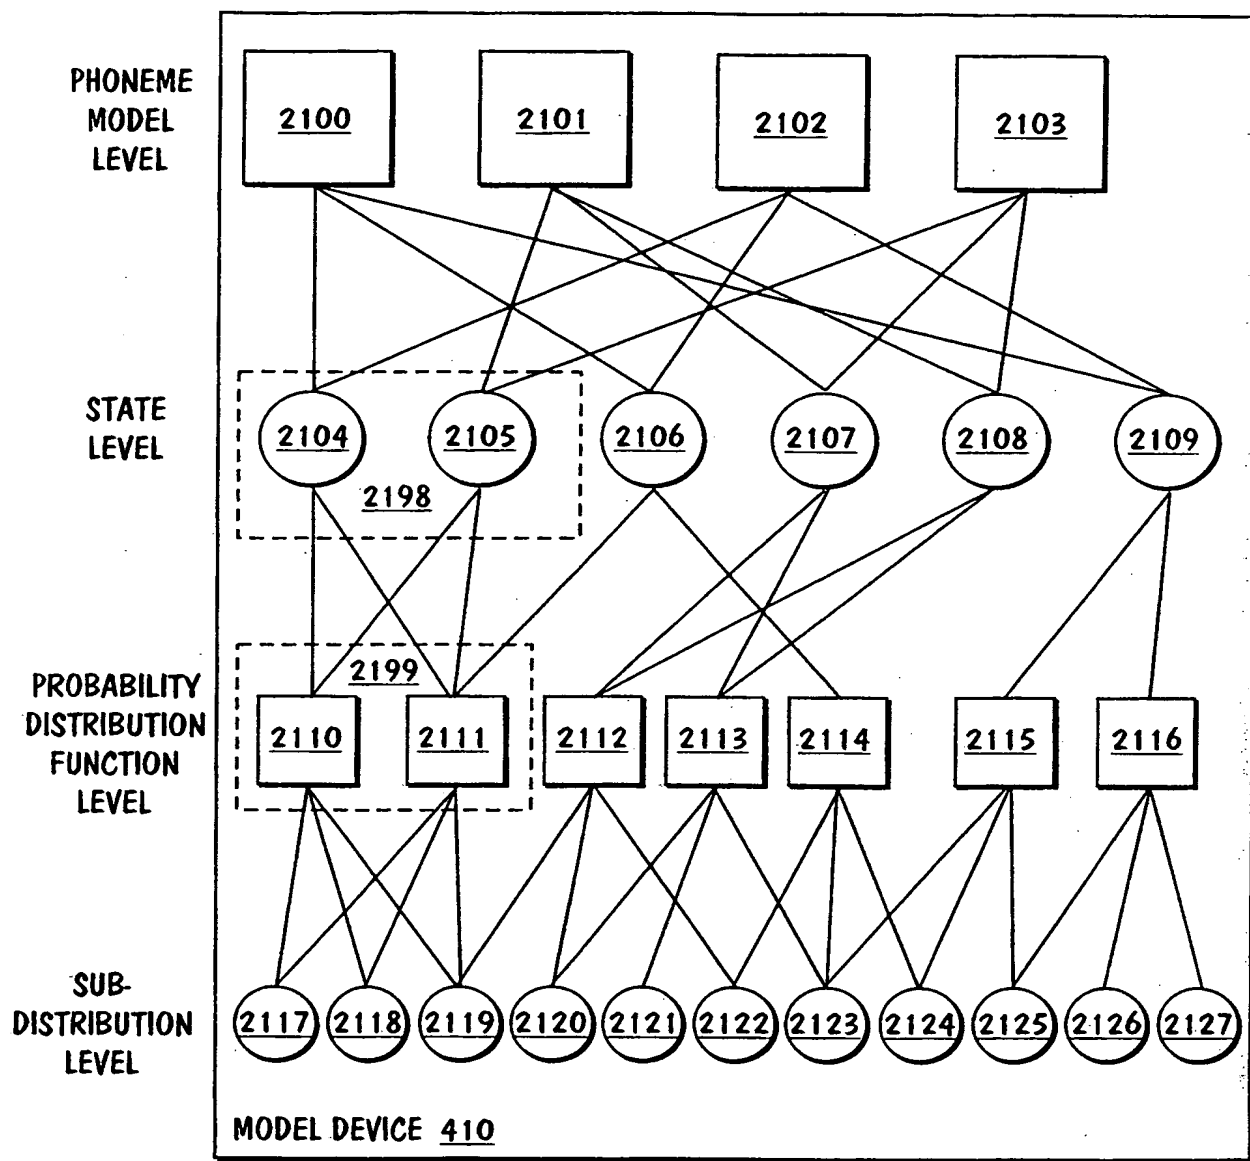 PHONEME
MODEL
LEVEL
2100
2101
2102
2103
STATE
LEVEL
2104
2105
2106
2107
2108
2109
2198
PROBABILITY
DISTRIBUTION
FUNCTION
LEVEL
2199
2110
2111
2112
2113
2114
2115
2116
SUB-
DISTRIBUTION
LEVEL
2117
2118
2119
2120
2121
2122
2123
2124
2125
2126
2127
MODEL DEVICE 410